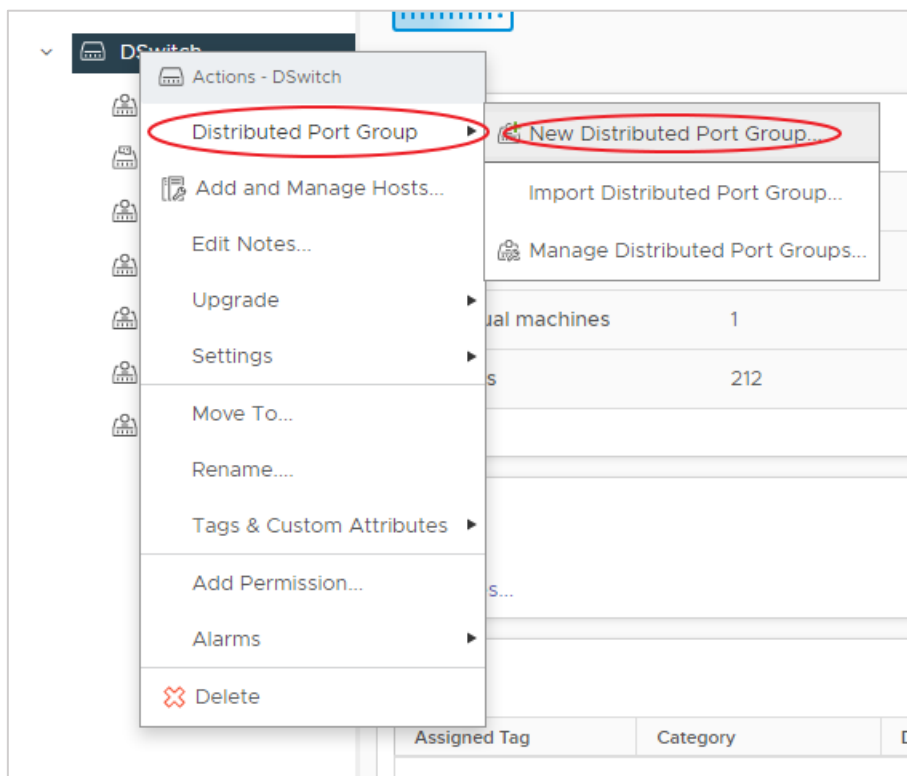 DSwitch
Actions - DSwitch
Distributed Port Group
New Distributed Port Group...
Import Distributed Port Group...
Manage Distributed Port Groups...
Add and Manage Hosts...
Edit Notes...
Upgrade
Settings
Move To...
Rename....
Tags & Custom Attributes
Add Permission...
Alarms
Delete
ual machines 1
s 212
s...
Assigned Tag Category